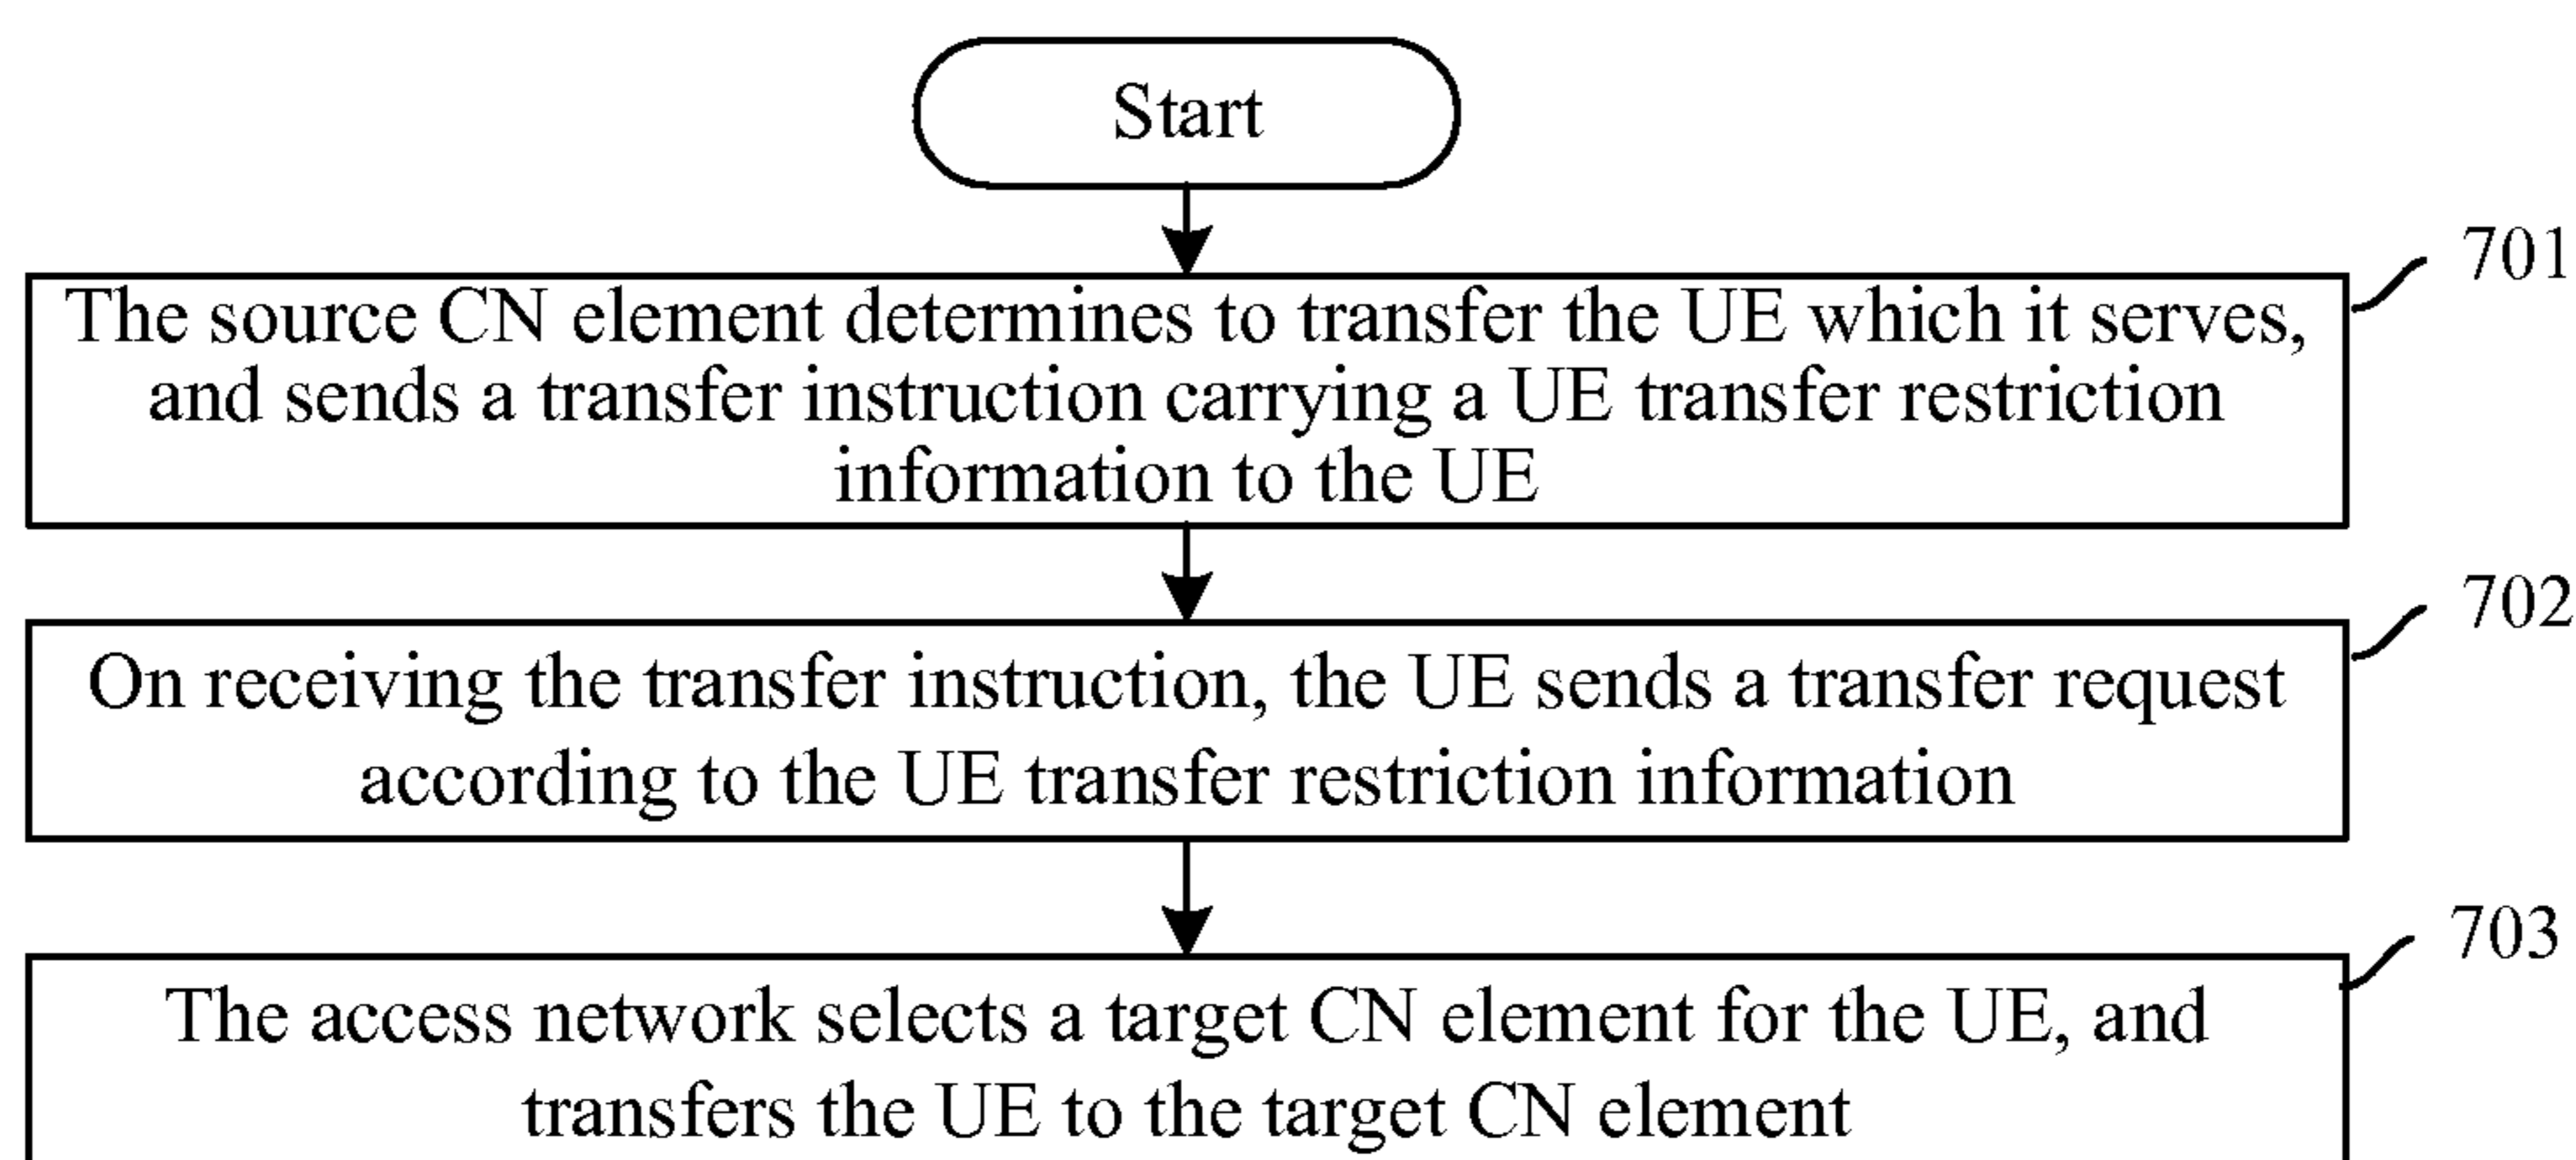 Start
701
The source CN element determines to transfer the UE which it serves,
and sends a transfer instruction carrying a UE transfer restriction
information to the UE
702
On receiving the transfer instruction, the UE sends a transfer request
according to the UE transfer restriction information
703
The access network selects a target CN element for the UE, and
transfers the UE to the target CN element